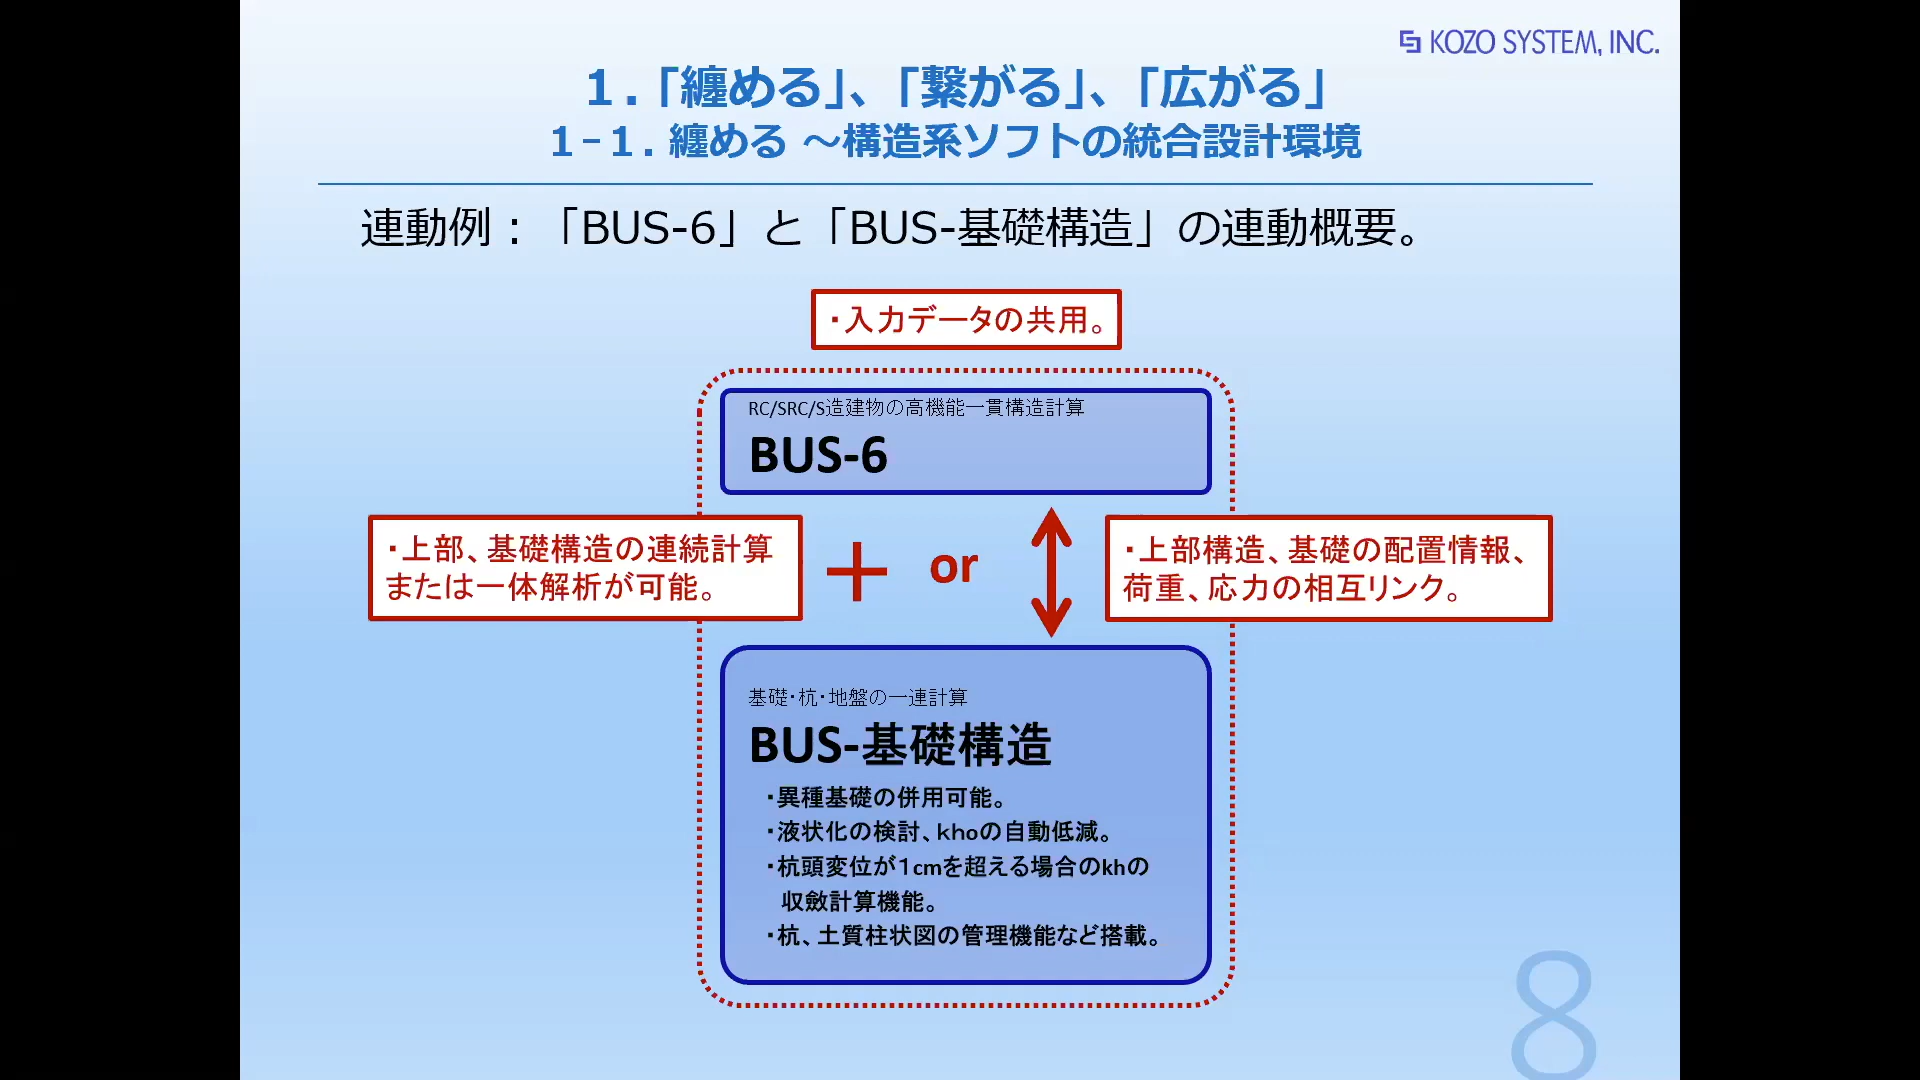 KOZO SYSTEM, INC.
１．「纏める」、「繋がる」、「広がる」
１-１. 纏める ～構造系ソフトの統合設計環境
連動例：「BUS-6」と「BUS-基礎構造」の連動概要。
・入力データの共用。
RC/SRC/S造建物の高機能一貫構造計算
BUS-6
・上部、基礎構造の連続計算
または一体解析が可能。
＋ or
・上部構造、基礎の配置情報、
荷重、応力の相互リンク。
基礎・杭・地盤の一連計算
BUS-基礎構造
・異種基礎の併用可能。
・液状化の検討、khoの自動低減。
・杭頭変位が1cmを超える場合のkhの
収斂計算機能。
・杭、土質柱状図の管理機能など搭載。
8